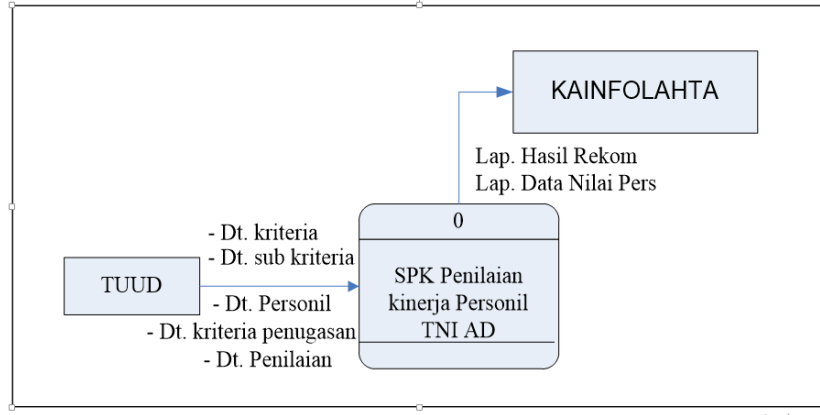 KAINFOLAHTA
Lap. Hasil Rekom
Lap. Data Nilai Pers
0
- Dt. kriteria
- Dt. sub kriteria
SPK Penilaian
kinerja Personil
TNI AD
TUUD
- Dt. Personil
- Dt. kriteria penugasan
- Dt. Penilaian